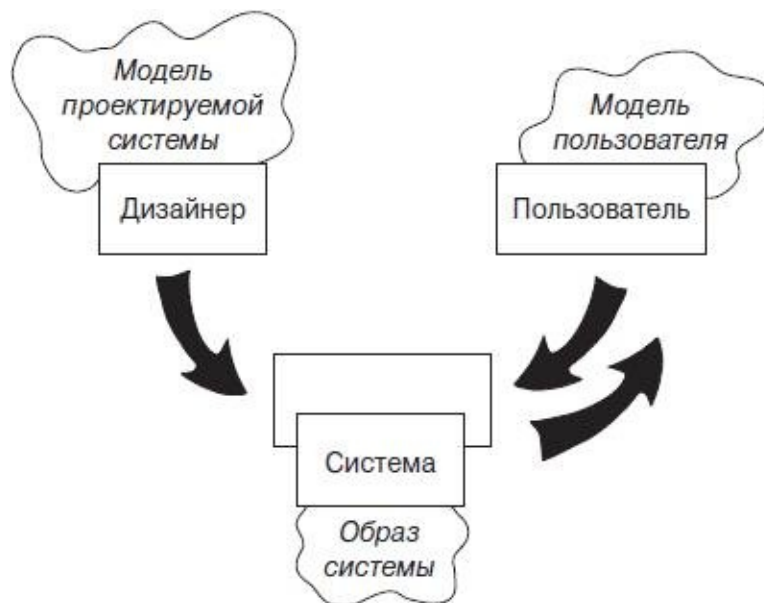 Модель
проектируемой
системы
Дизайнер
Модель
пользователя
Пользователь
Система
Образ
системы